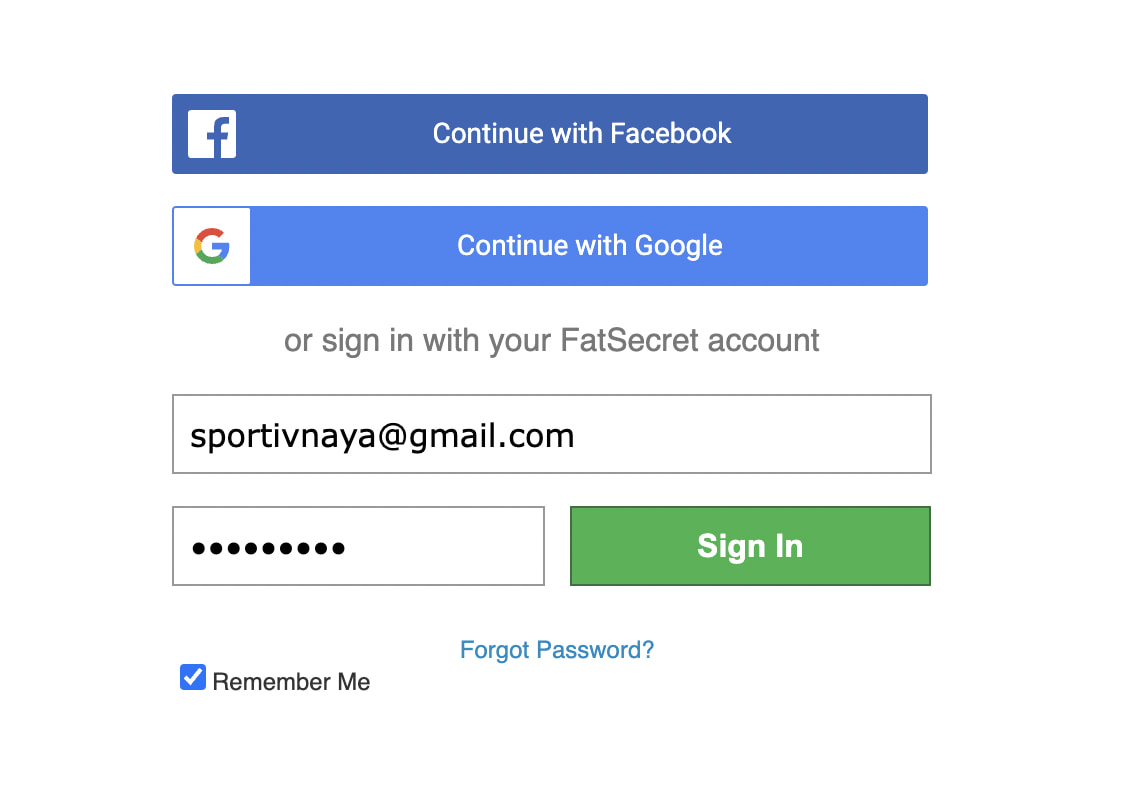 Continue with Facebook
Continue with Google
or sign in with your FatSecret account
sportivnaya@gmail.com
•••••••••
Sign In
Forgot Password?
Remember Me